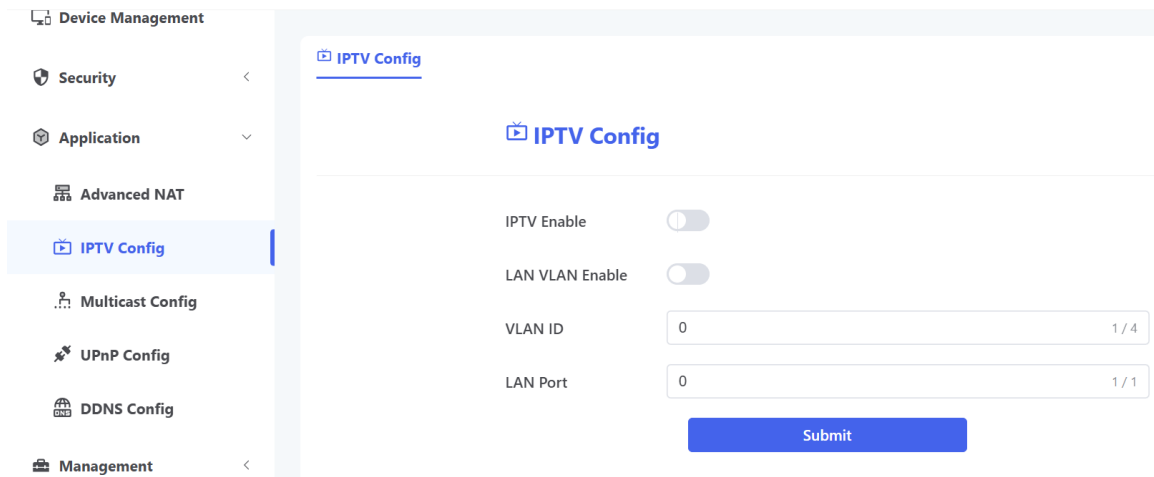 Device Management
Security
Application
Advanced NAT
IPTV Config
Multicast Config
UPnP Config
DDNS Config
Management
IPTV Config
IPTV Config
IPTV Enable
LAN VLAN Enable
VLAN ID 0 1 / 4
LAN Port 0 1 / 1
Submit